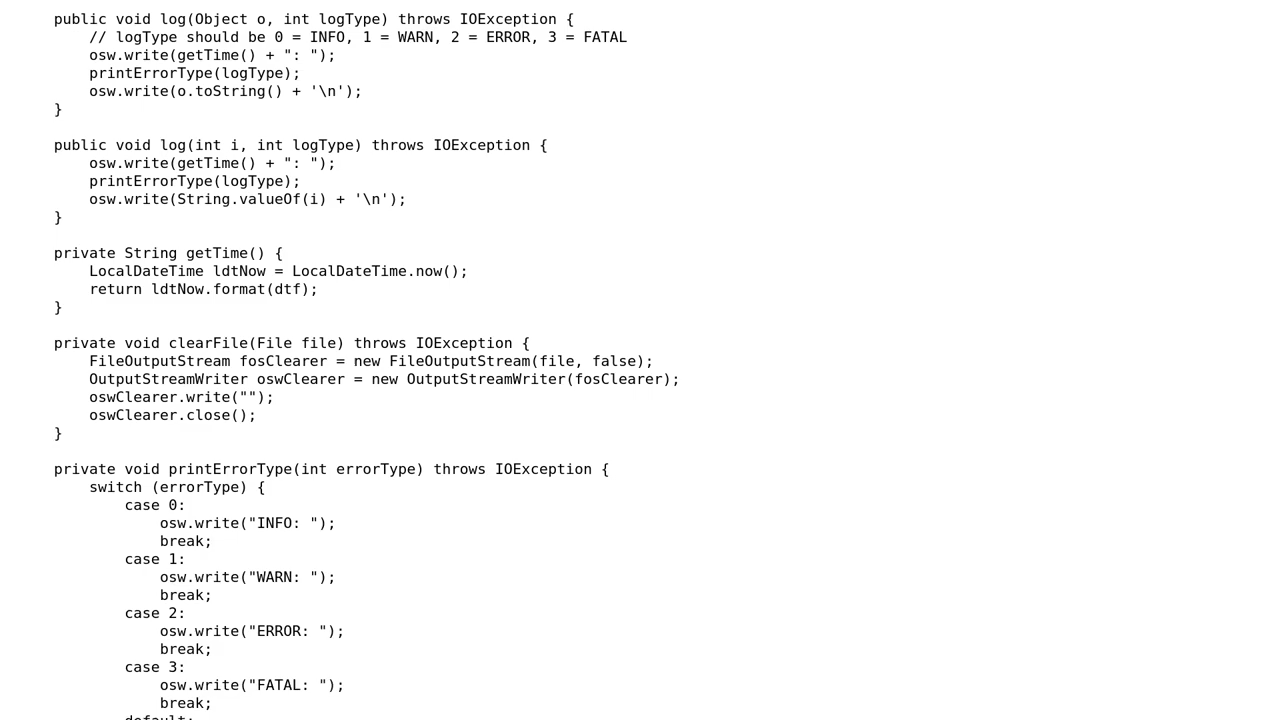 public void log(Object o, int logType) throws IOException {
// logType should be 0 = INFO, 1 = WARN, 2 = ERROR, 3 = FATAL
osw.write(getTime() + ": ");
printErrorType(logType);
osw.write(o.toString() + '\n');
}
public void log(int i, int logType) throws IOException {
osw.write(getTime() + ": ");
printErrorType(logType);
osw.write(String.valueOf(i) + '\n');
}
private String getTime() {
LocalDateTime ldtNow = LocalDateTime.now();
return ldtNow.format(dtf);
}
private void clearFile(File file) throws IOException {
FileOutputStream fosClearer = new FileOutputStream(file, false);
OutputStreamWriter oswClearer = new OutputStreamWriter(fosClearer);
oswClearer.write("");
oswClearer.close();
}
private void printErrorType(int errorType) throws IOException {
switch (errorType) {
case 0:
osw.write("INFO: ");
break;
case 1:
osw.write("WARN: ");
break;
case 2:
osw.write("ERROR: ");
break;
case 3:
osw.write("FATAL: ");
break;
default: